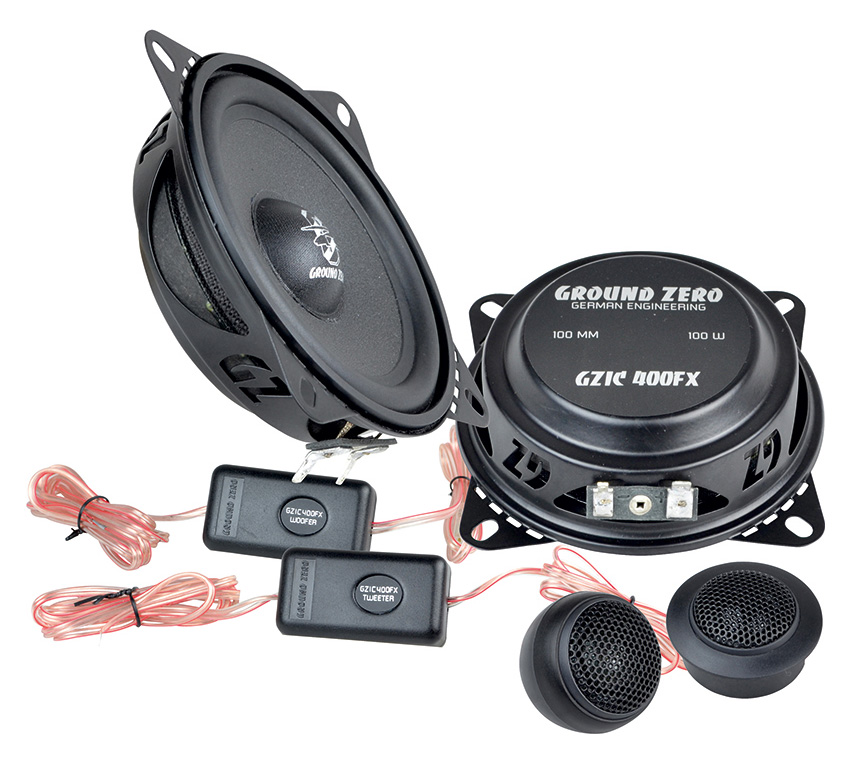 GROUND ZERO
GZ
GROUND ZERO
GERMAN ENGINEERING
100 MM 100 W
GZIC 400FX
GZ
GZ
GROUND ZERO
GZIC400FX
WOOFER
GROUND ZERO
GZIC400FX
TWEETER